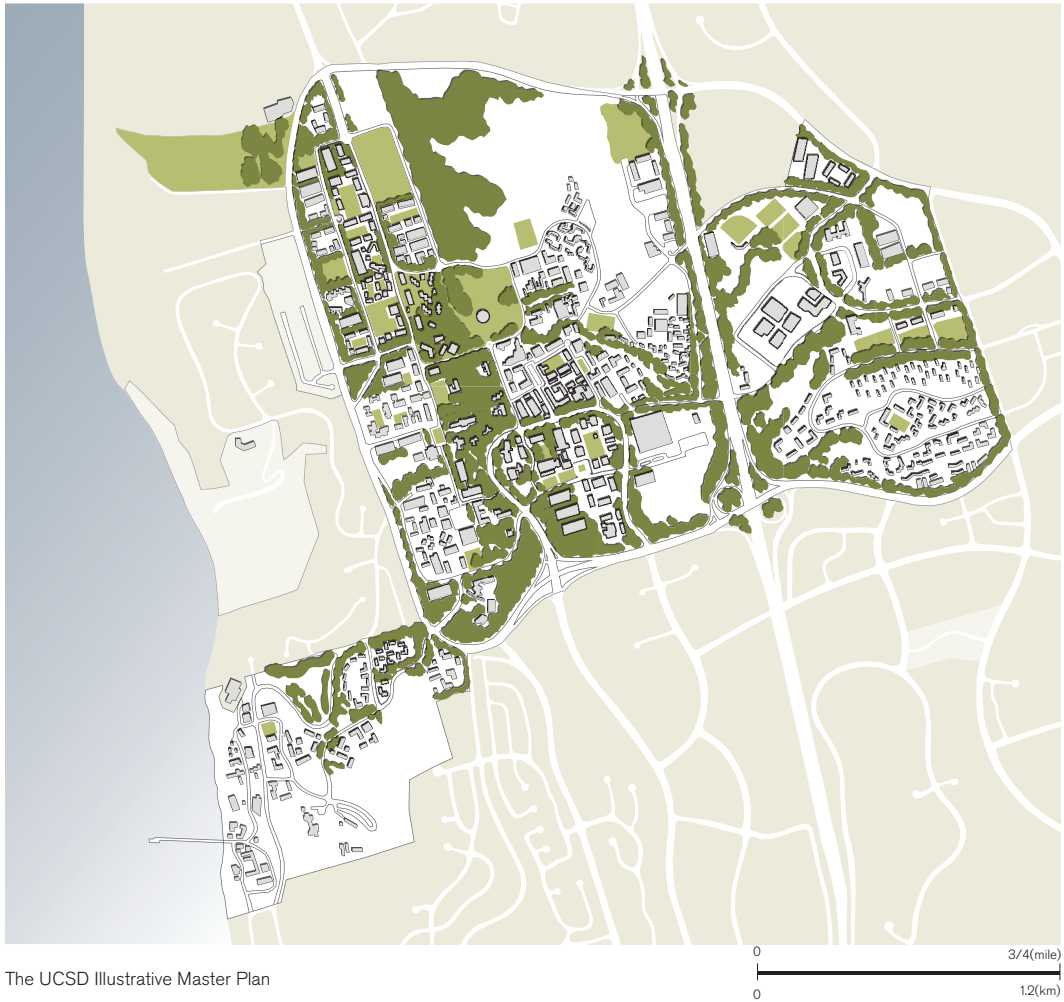 0
3/4(mile)
The UCSD Illustrative Master Plan
0
1.2(km)